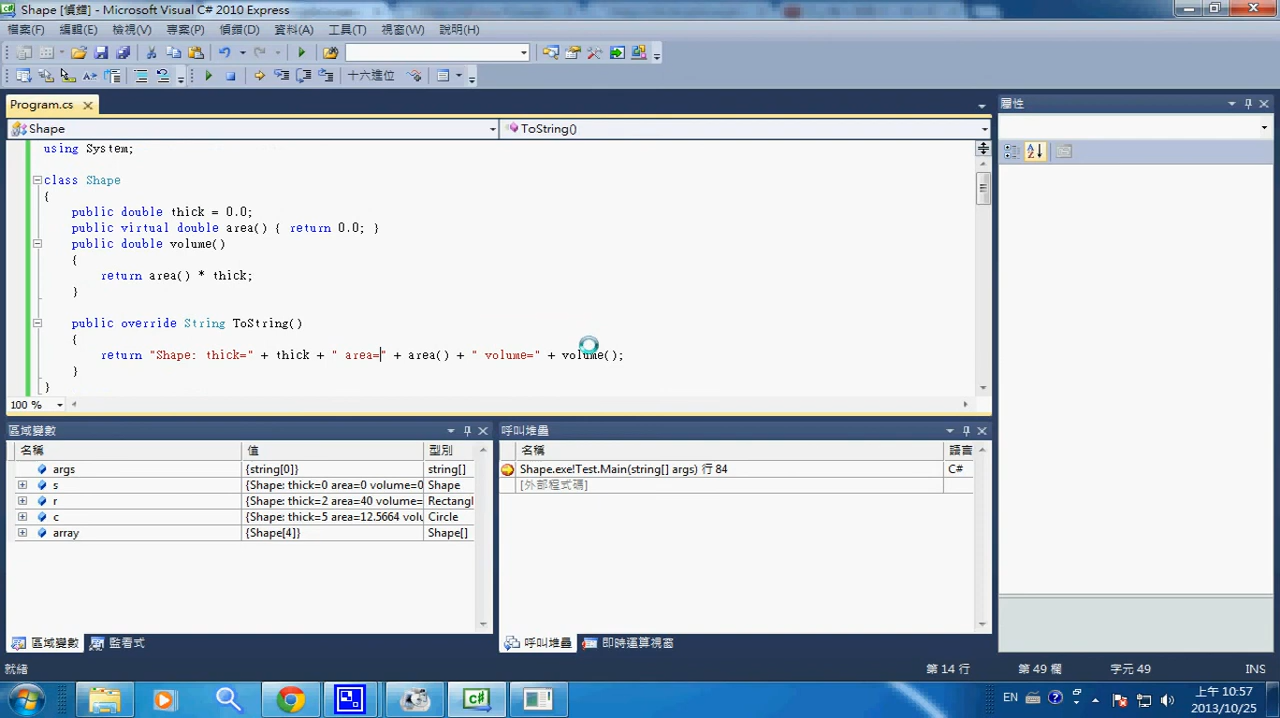 Shape [偵錯] - Microsoft Visual C# 2010 Express
檔案(F) 編輯(E) 檢視(V) 專案(P) 偵錯(D) 資料(A) 工具(T) 視窗(W) 說明(H)
十六進位
Program.cs
屬性
Shape ToString()
using System;
class Shape
{
public double thick = 0.0;
public virtual double area() { return 0.0; }
public double volume()
{
return area() * thick;
}
public override String ToString()
{
return "Shape: thick=" + thick + " area=" + area() + " volume=" + volume();
}
}
100 %
區域變數
名稱 值 型別
args {string[0]} string[]
s {Shape: thick=0 area=0 volume=0 Shape
r {Shape: thick=2 area=40 volume= Rectangl
c {Shape: thick=5 area=12.5664 volu Circle
array {Shape[4]} Shape[]
呼叫堆疊
名稱 語言
Shape.exe!Test.Main(string[] args) 行 84 C#
[外部程式碼]
區域變數 監看式
呼叫堆疊 即時運算視窗
就緒 第 14 行 第 49 欄 字元 49 INS
EN
上午 10:57
2013/10/25